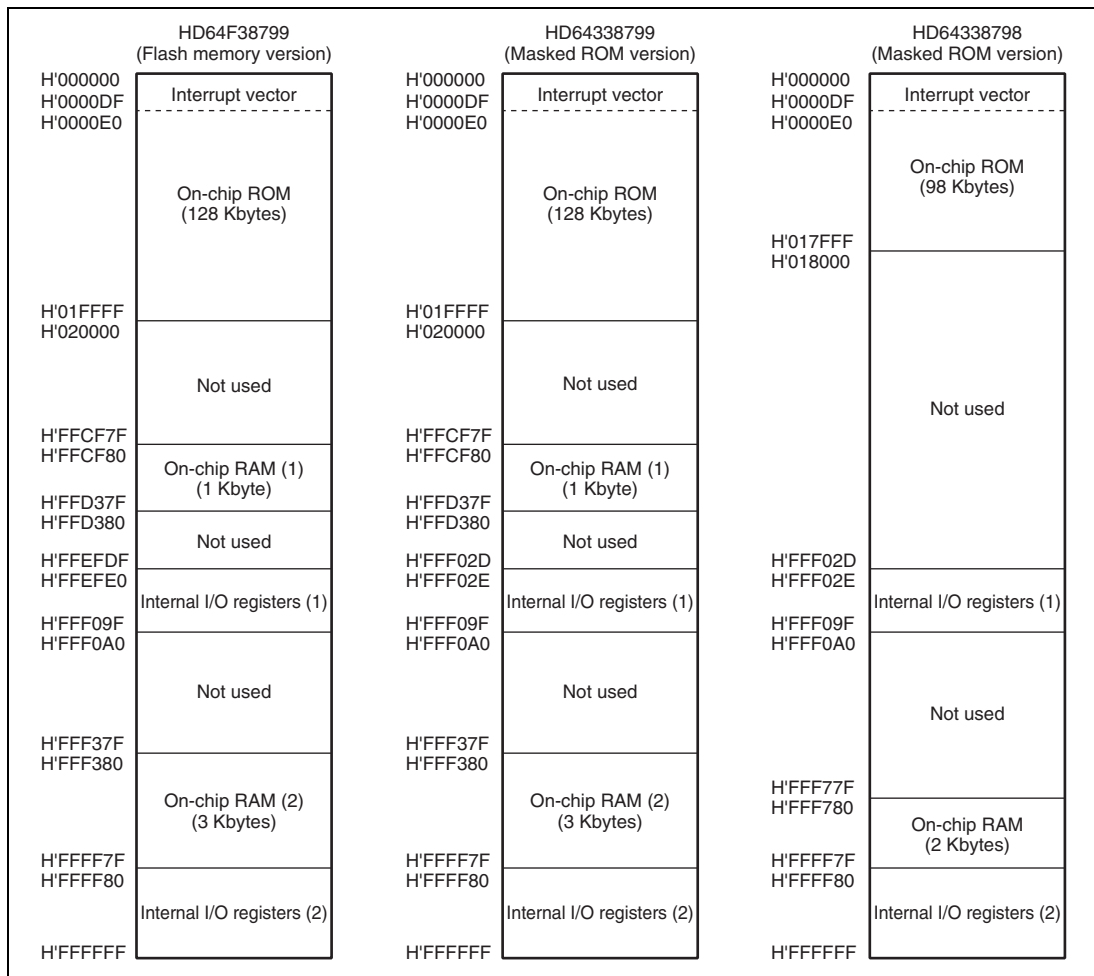 HD64F38799
(Flash memory version)
H'000000
H'0000DF
H'0000E0
Interrupt vector
On-chip ROM
(128 Kbytes)
H'01FFFF
H'020000
Not used
H'FFCF7F
H'FFCF80
On-chip RAM (1)
(1 Kbyte)
H'FFD37F
H'FFD380
Not used
H'FFEFDF
H'FFEFE0
Internal I/O registers (1)
H'FFF09F
H'FFF0A0
Not used
H'FFF37F
H'FFF380
On-chip RAM (2)
(3 Kbytes)
H'FFFF7F
H'FFFF80
Internal I/O registers (2)
H'FFFFFF
HD64338799
(Masked ROM version)
H'000000
H'0000DF
H'0000E0
Interrupt vector
On-chip ROM
(128 Kbytes)
H'01FFFF
H'020000
Not used
H'FFCF7F
H'FFCF80
On-chip RAM (1)
(1 Kbyte)
H'FFD37F
H'FFD380
Not used
H'FFF02D
H'FFF02E
Internal I/O registers (1)
H'FFF09F
H'FFF0A0
Not used
H'FFF37F
H'FFF380
On-chip RAM (2)
(3 Kbytes)
H'FFFF7F
H'FFFF80
Internal I/O registers (2)
H'FFFFFF
HD64338798
(Masked ROM version)
H'000000
H'0000DF
H'0000E0
Interrupt vector
On-chip ROM
(98 Kbytes)
H'017FFF
H'018000
Not used
H'FFF02D
H'FFF02E
Internal I/O registers (1)
H'FFF09F
H'FFF0A0
Not used
H'FFF77F
H'FFF780
On-chip RAM
(2 Kbytes)
H'FFFF7F
H'FFFF80
Internal I/O registers (2)
H'FFFFFF